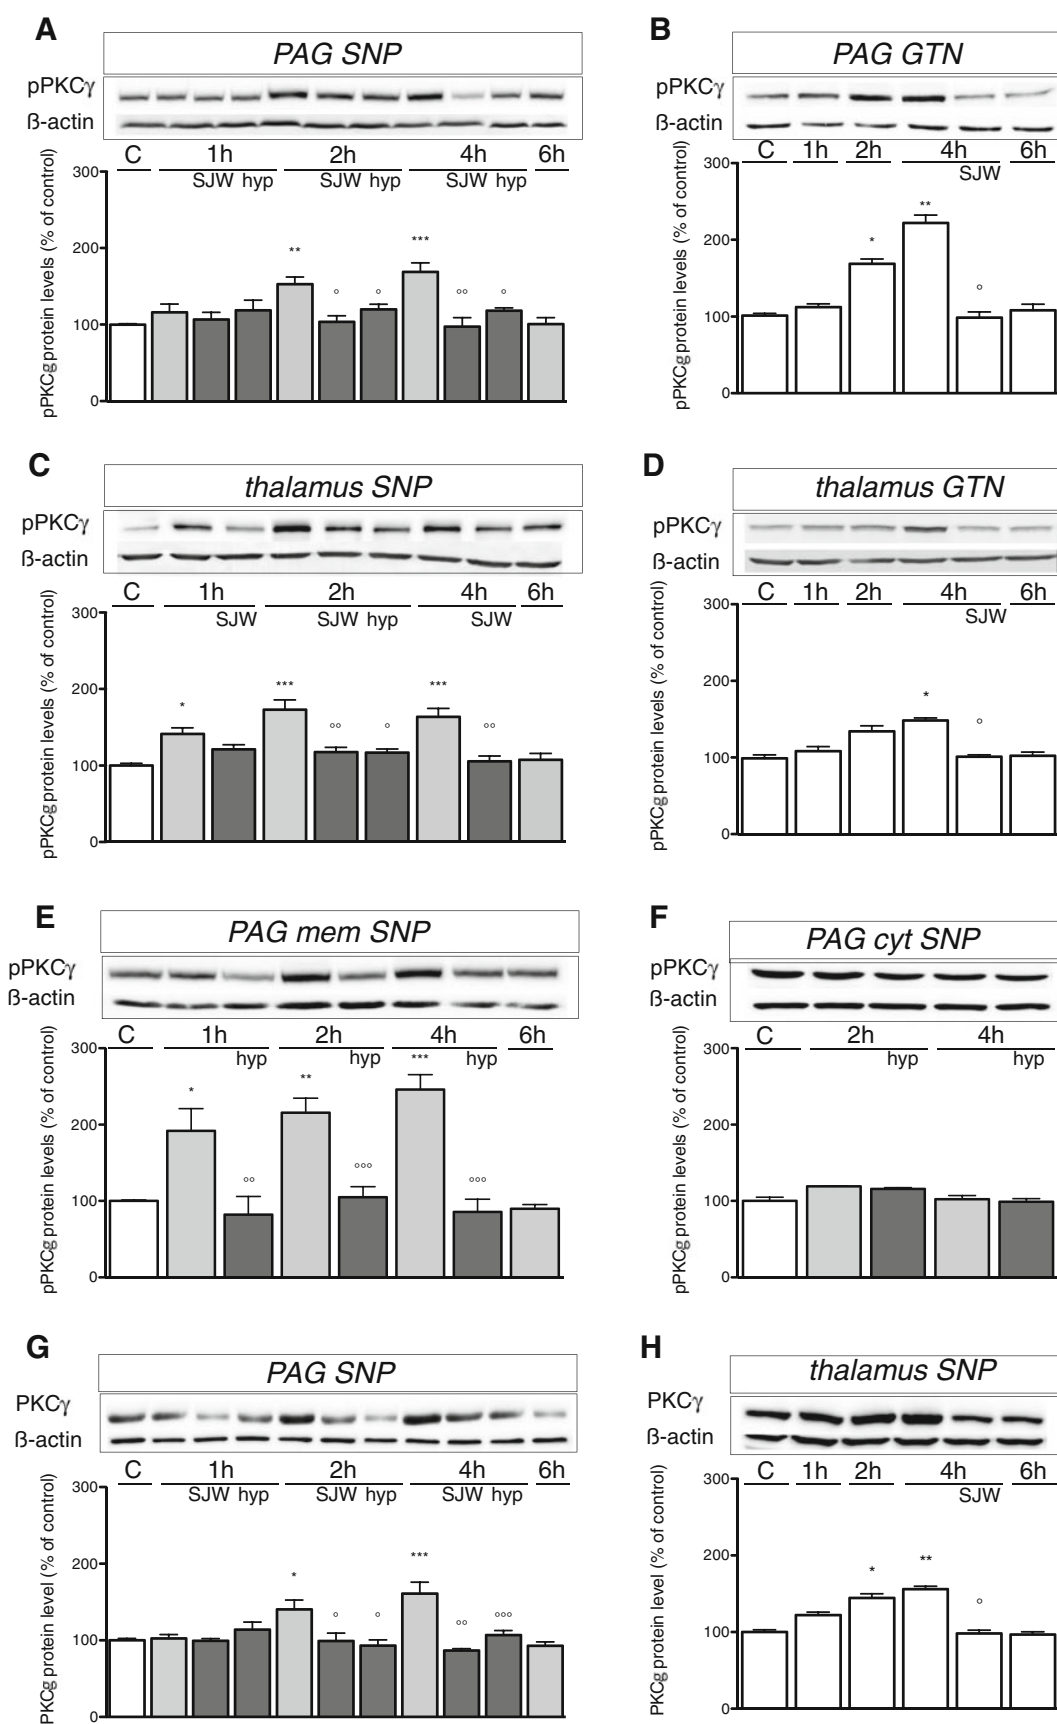 A
PAG SNP
pPKCγ
ß-actin
C 1h 2h 4h 6h
SJW hyp SJW hyp SJW hyp
pPKCg protein levels (% of control)
300
200
100
0
** *** ° ° °° °
B
PAG GTN
pPKCγ
ß-actin
C 1h 2h 4h 6h
SJW
pPKCg protein levels (% of control)
300
200
100
0
* ** °
C
thalamus SNP
pPKCγ
ß-actin
C 1h 2h 4h 6h
SJW SJW hyp SJW
pPKCg protein levels (% of control)
300
200
100
0
* *** °° ° *** °°
D
thalamus GTN
pPKCγ
ß-actin
C 1h 2h 4h 6h
SJW
pPKCg protein levels (% of control)
300
200
100
0
* °
E
PAG mem SNP
pPKCγ
ß-actin
C 1h 2h 4h 6h
hyp hyp hyp
pPKCg protein levels (% of control)
300
200
100
0
* °° ** °°° *** °°°
F
PAG cyt SNP
pPKCγ
ß-actin
C 2h 4h
hyp hyp
pPKCg protein levels (% of control)
300
200
100
0
G
PAG SNP
PKCγ
ß-actin
C 1h 2h 4h 6h
SJW hyp SJW hyp SJW hyp
PKCg protein level (% of control)
300
200
100
0
* ° ° *** °° °°°
H
thalamus SNP
PKCγ
ß-actin
C 1h 2h 4h 6h
SJW
PKCg protein level (% of control)
300
200
100
0
* ** °